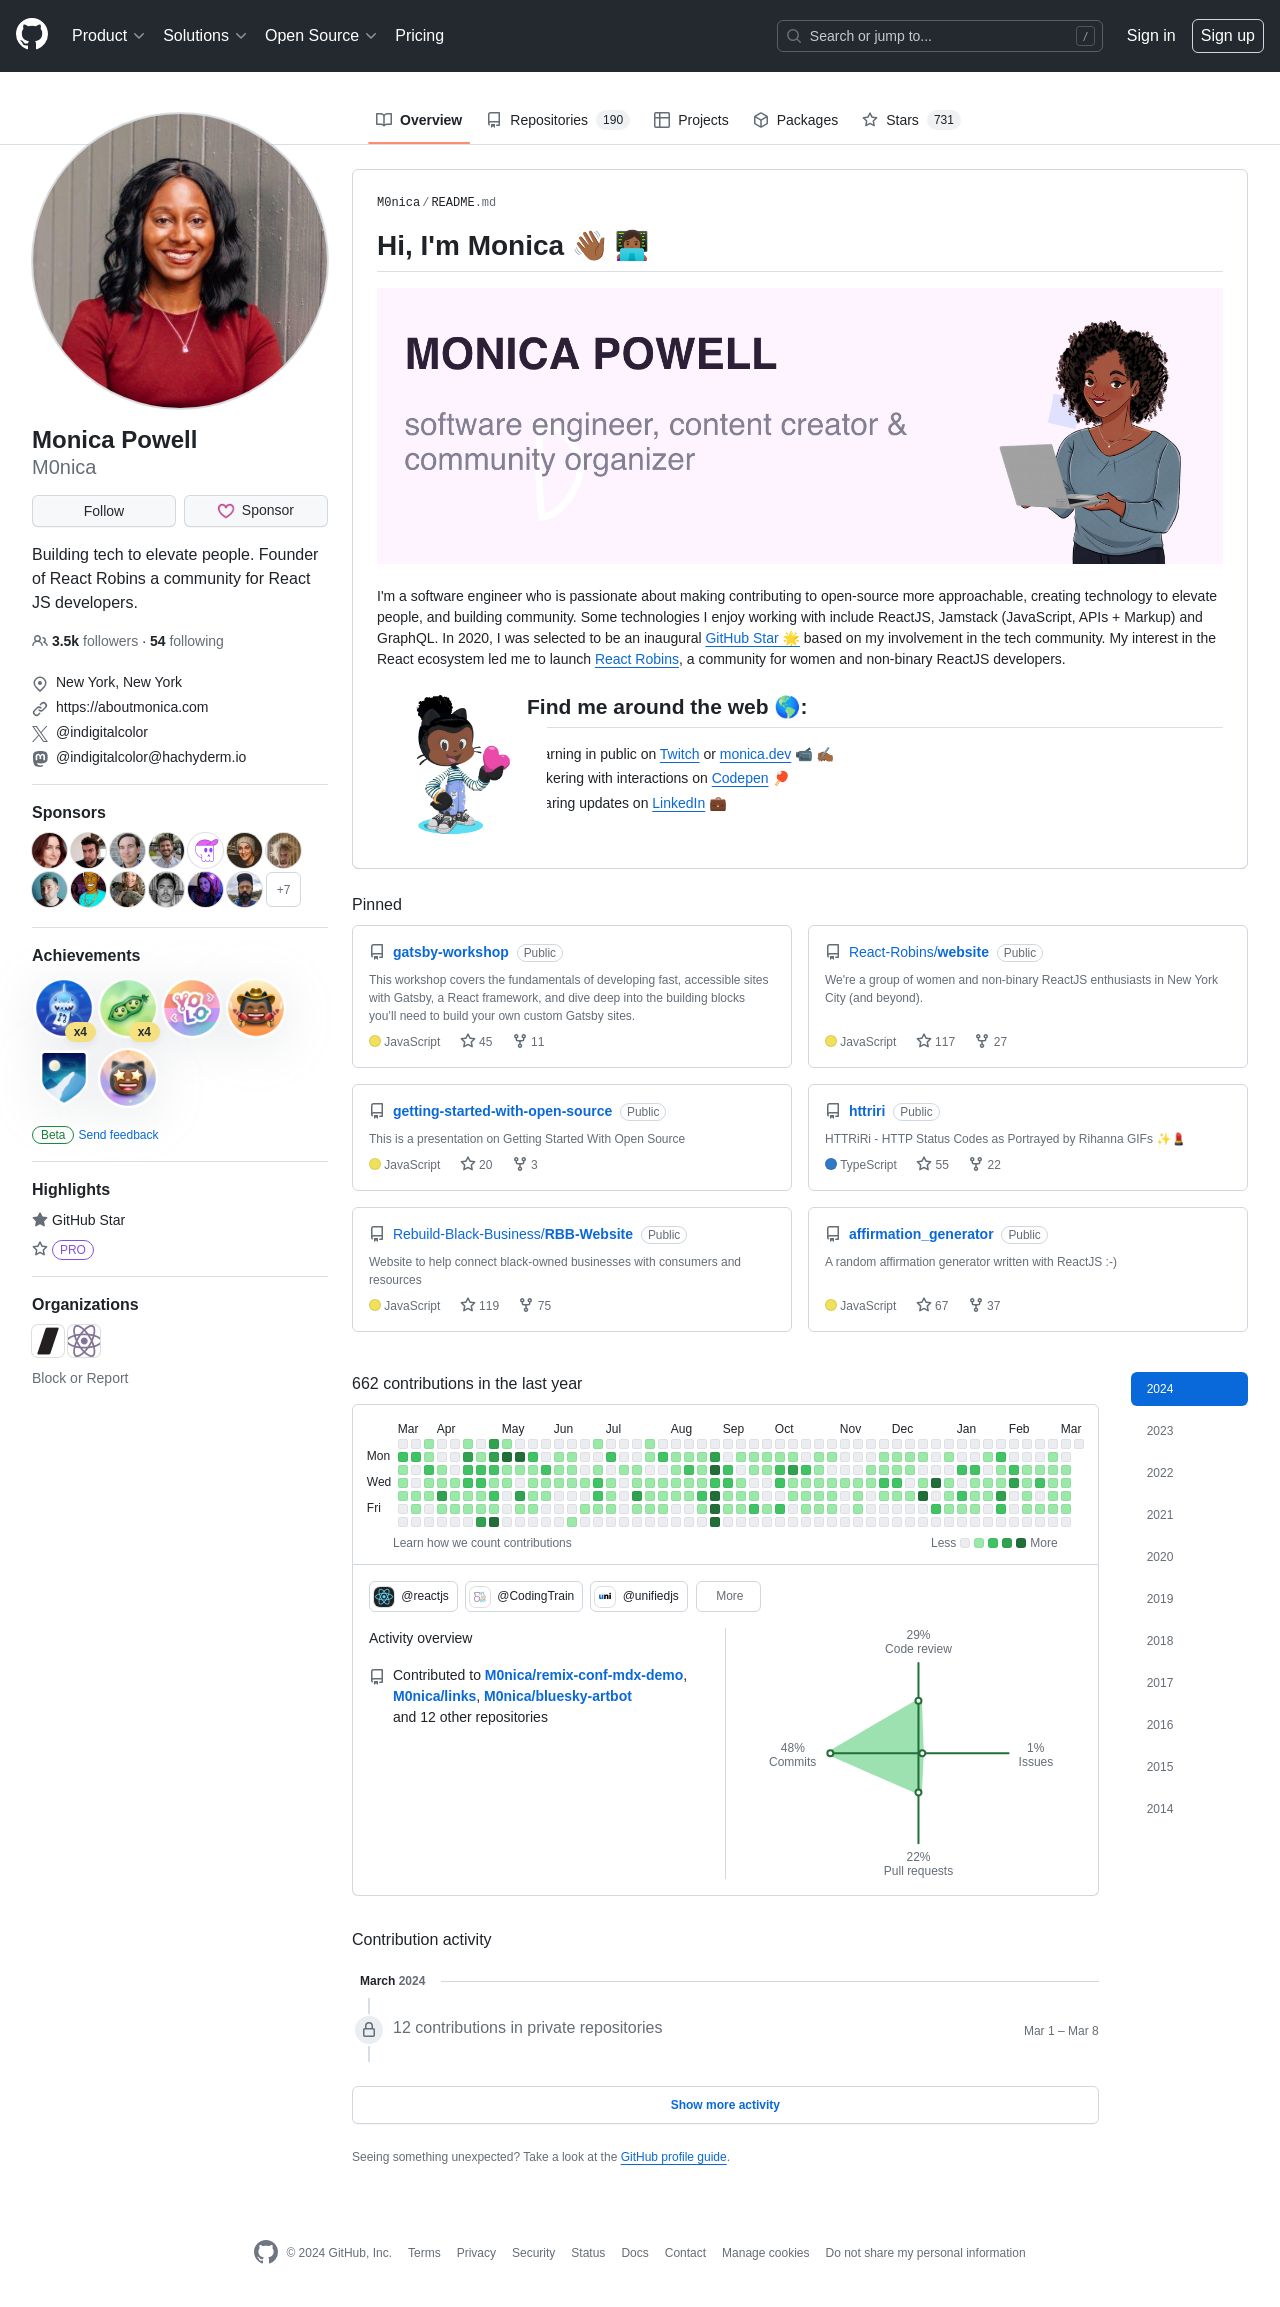 Product
Solutions
Open Source
Pricing
Search or jump to...
/
Sign in
Sign up
Overview
Repositories 190
Projects
Packages
Stars 731
Monica Powell
M0nica
Follow
Sponsor
Building tech to elevate people. Founder
of React Robins a community for React
JS developers.
3.5k followers · 54 following
New York, New York
https://aboutmonica.com
@indigitalcolor
@indigitalcolor@hachyderm.io
Sponsors
+7
Achievements
x4
x4
YOLO
Beta Send feedback
Highlights
GitHub Star
PRO
Organizations
Block or Report
M0nica/README.md
Hi, I'm Monica 👋🏾 👩🏾‍💻
MONICA POWELL
software engineer, content creator &
community organizer
I'm a software engineer who is passionate about making contributing to open-source more approachable, creating technology to elevate
people, and building community. Some technologies I enjoy working with include ReactJS, Jamstack (JavaScript, APIs + Markup) and
GraphQL. In 2020, I was selected to be an inaugural GitHub Star 🌟 based on my involvement in the tech community. My interest in the
React ecosystem led me to launch React Robins, a community for women and non-binary ReactJS developers.
Find me around the web 🌎:
arning in public on Twitch or monica.dev 📹 ✍🏾
kering with interactions on Codepen 🏓
aring updates on LinkedIn 💼
Pinned
gatsby-workshop Public
This workshop covers the fundamentals of developing fast, accessible sites
with Gatsby, a React framework, and dive deep into the building blocks
you'll need to build your own custom Gatsby sites.
JavaScript 45 11
React-Robins/website Public
We're a group of women and non-binary ReactJS enthusiasts in New York
City (and beyond).
JavaScript 117 27
getting-started-with-open-source Public
This is a presentation on Getting Started With Open Source
JavaScript 20 3
httriri Public
HTTRiRi - HTTP Status Codes as Portrayed by Rihanna GIFs ✨💄
TypeScript 55 22
Rebuild-Black-Business/RBB-Website Public
Website to help connect black-owned businesses with consumers and
resources
JavaScript 119 75
affirmation_generator Public
A random affirmation generator written with ReactJS :-)
JavaScript 67 37
662 contributions in the last year
Mar Apr May Jun Jul Aug Sep Oct Nov Dec Jan Feb Mar
Mon
Wed
Fri
Learn how we count contributions
Less More
@reactjs
@CodingTrain
uni @unifiedjs
More
Activity overview
Contributed to M0nica/remix-conf-mdx-demo,
M0nica/links, M0nica/bluesky-artbot
and 12 other repositories
29%
Code review
48%
Commits
1%
Issues
22%
Pull requests
2024
2023
2022
2021
2020
2019
2018
2017
2016
2015
2014
Contribution activity
March 2024
12 contributions in private repositories
Mar 1 – Mar 8
Show more activity
Seeing something unexpected? Take a look at the GitHub profile guide.
© 2024 GitHub, Inc.
Terms
Privacy
Security
Status
Docs
Contact
Manage cookies
Do not share my personal information